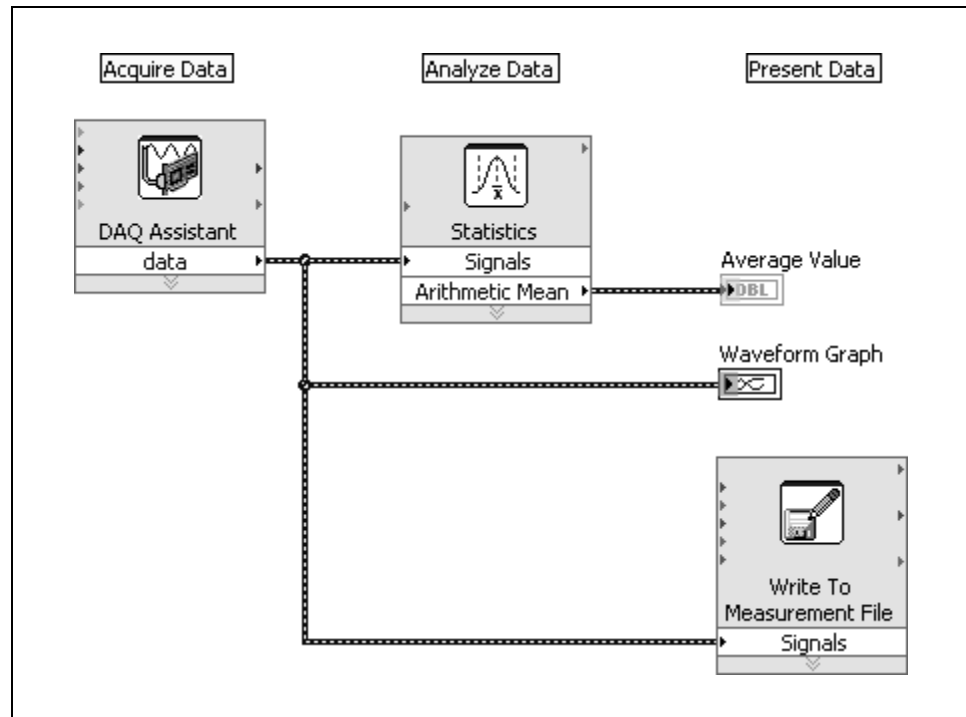 Acquire Data
Analyze Data
Present Data
DAQ Assistant
data
x
Statistics
Signals
Arithmetic Mean
Average Value
DBL
Waveform Graph
Write To
Measurement File
Signals